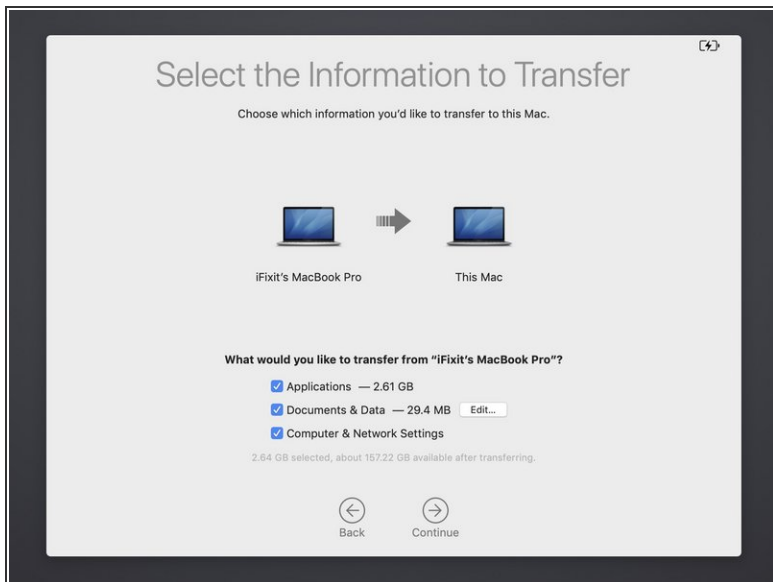 Select the Information to Transfer
Choose which information you'd like to transfer to this Mac.
iFixit's MacBook Pro
This Mac
What would you like to transfer from “iFixit's MacBook Pro”?
Applications — 2.61 GB
Documents & Data — 29.4 MB Edit...
Computer & Network Settings
2.64 GB selected, about 157.22 GB available after transferring.
Back
Continue